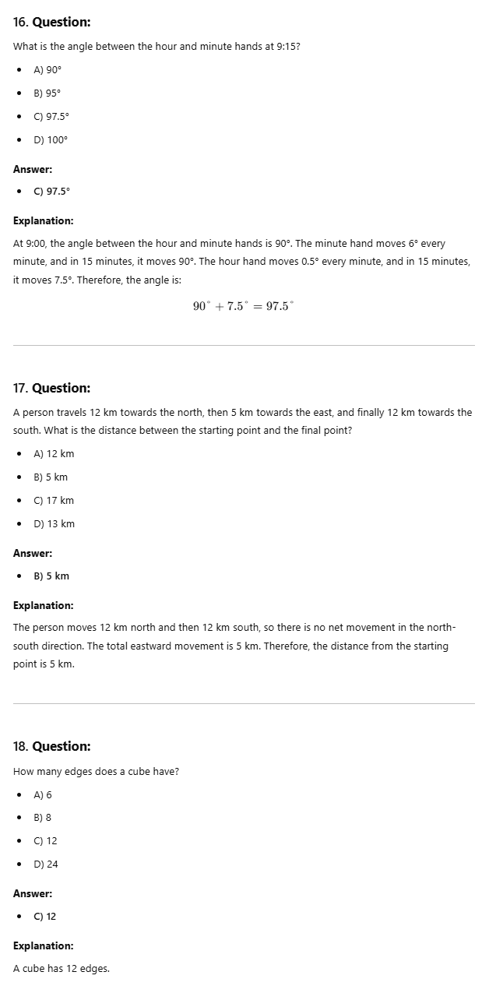 16. Question:
What is the angle between the hour and minute hands at 9:15?
• A) 90°
• B) 95°
• C) 97.5°
• D) 100°
Answer:
• C) 97.5°
Explanation:
At 9:00, the angle between the hour and minute hands is 90°. The minute hand moves 6° every
minute, and in 15 minutes, it moves 90°. The hour hand moves 0.5° every minute, and in 15 minutes,
it moves 7.5°. Therefore, the angle is:
90° + 7.5° = 97.5°
17. Question:
A person travels 12 km towards the north, then 5 km towards the east, and finally 12 km towards the
south. What is the distance between the starting point and the final point?
• A) 12 km
• B) 5 km
• C) 17 km
• D) 13 km
Answer:
• B) 5 km
Explanation:
The person moves 12 km north and then 12 km south, so there is no net movement in the north-
south direction. The total eastward movement is 5 km. Therefore, the distance from the starting
point is 5 km.
18. Question:
How many edges does a cube have?
• A) 6
• B) 8
• C) 12
• D) 24
Answer:
• C) 12
Explanation:
A cube has 12 edges.